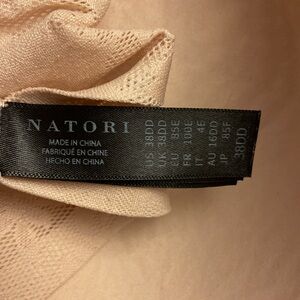 NATORI
MADE IN CHINA
FABRIQUÉ EN CHINE
HECHO EN CHINA
US 38DD
UK 38DD
EU 85E
FR 100E
IT 4E
AU 16DD
JP 85F
38DD